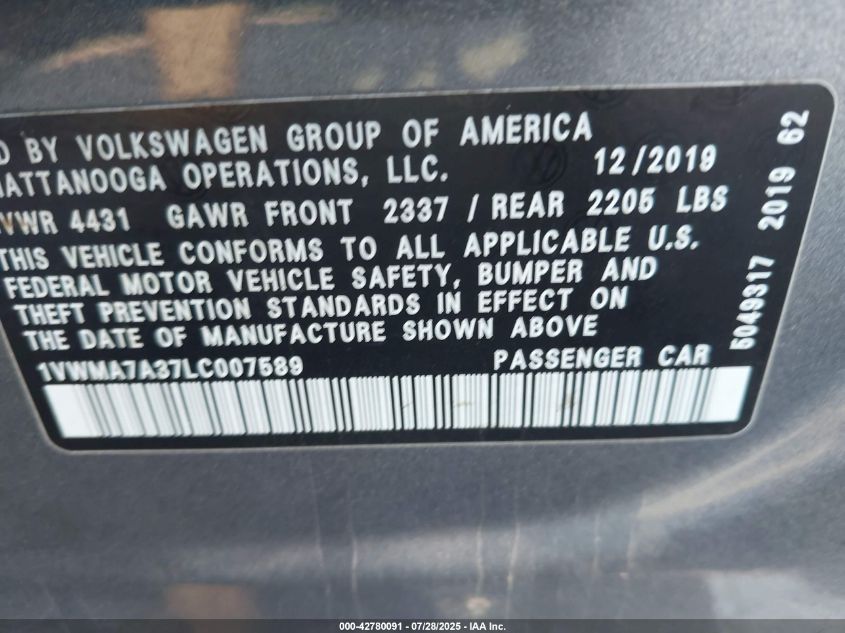 D BY VOLKSWAGEN GROUP OF AMERICA
ATTANOOGA OPERATIONS, LLC. 12/2019
VWR 4431 GAWR FRONT 2337 / REAR 2205 LBS
THIS VEHICLE CONFORMS TO ALL APPLICABLE U.S.
FEDERAL MOTOR VEHICLE SAFETY, BUMPER AND
THEFT PREVENTION STANDARDS IN EFFECT ON
THE DATE OF MANUFACTURE SHOWN ABOVE
1VWMA7A37LC007589 PASSENGER CAR
5049317 2019 62
000-42780091 / 07/28/2025 - IAA Inc.